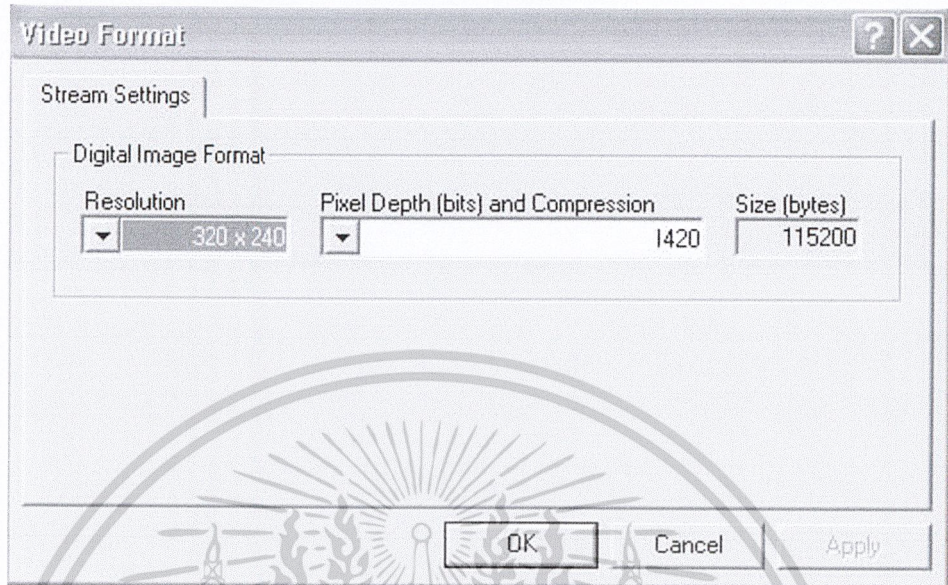 Video Format
Stream Settings
Digital Image Format
Resolution
Pixel Depth (bits) and Compression
Size (bytes)
320 x 240
I420
115200
OK
Cancel
Apply